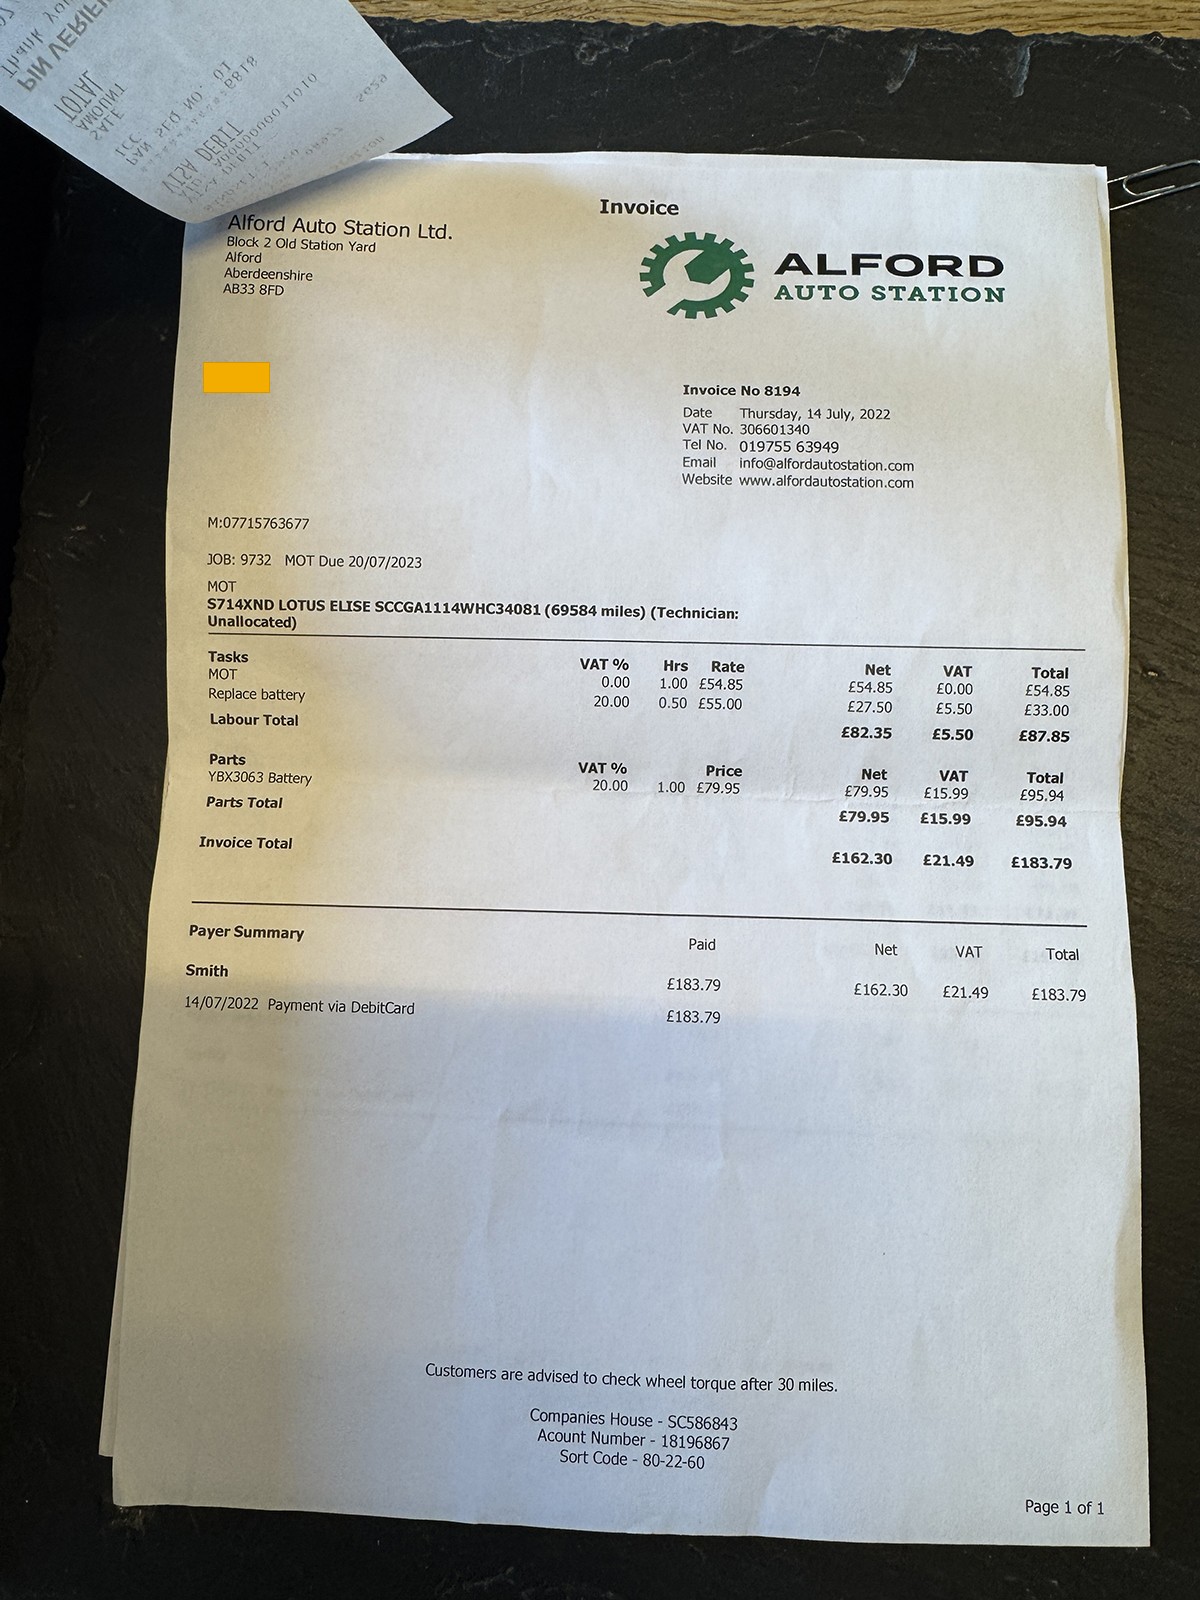 Thank you
PIN VERIFI
TOTAL
AMOUNT
SALE
ICC
PAN SEQ NO. 01
VISA DEBIT
Invoice
Alford Auto Station Ltd.
Block 2 Old Station Yard
Alford
Aberdeenshire
AB33 8FD
ALFORD
AUTO STATION
Invoice No 8194
Date Thursday, 14 July, 2022
VAT No. 306601340
Tel No. 019755 63949
Email info@alfordautostation.com
Website www.alfordautostation.com
M:07715763677
JOB: 9732 MOT Due 20/07/2023
MOT
S714XND LOTUS ELISE SCCGA1114WHC34081 (69584 miles) (Technician:
Unallocated)
Tasks VAT % Hrs Rate Net VAT Total
MOT 0.00 1.00 £54.85 £54.85 £0.00 £54.85
Replace battery 20.00 0.50 £55.00 £27.50 £5.50 £33.00
Labour Total £82.35 £5.50 £87.85
Parts VAT % Price Net VAT Total
YBX3063 Battery 20.00 1.00 £79.95 £79.95 £15.99 £95.94
Parts Total £79.95 £15.99 £95.94
Invoice Total £162.30 £21.49 £183.79
Payer Summary Paid Net VAT Total
Smith £183.79 £162.30 £21.49 £183.79
14/07/2022 Payment via DebitCard £183.79
Customers are advised to check wheel torque after 30 miles.
Companies House - SC586843
Acount Number - 18196867
Sort Code - 80-22-60
Page 1 of 1